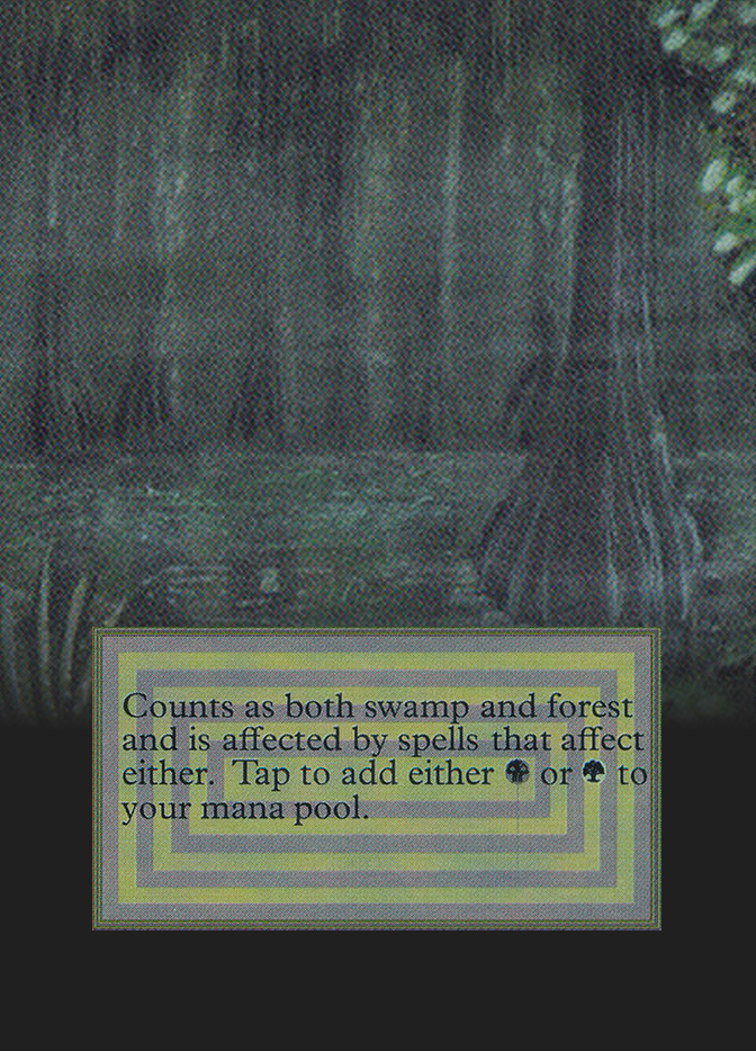 Counts as both swamp and forest
and is affected by spells that affect
either. Tap to add either or to
your mana pool.